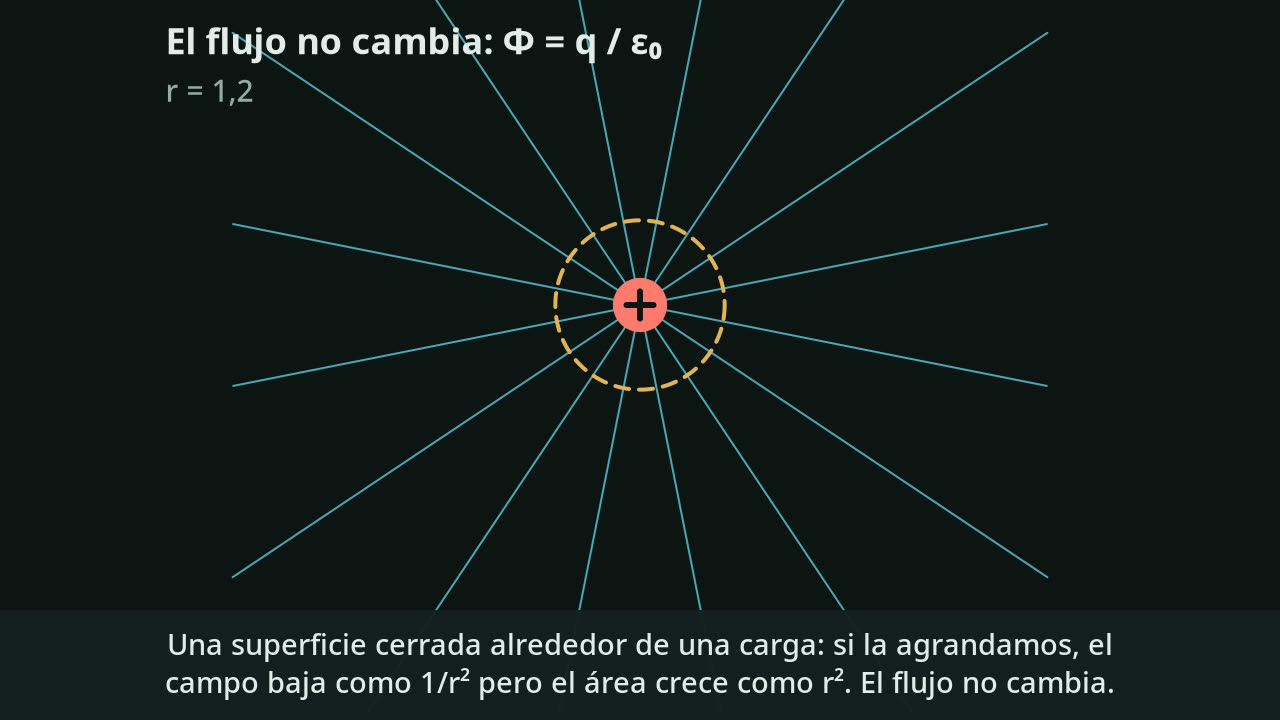 El flujo no cambia: Φ = q / ε₀
r = 1,2
+
Una superficie cerrada alrededor de una carga: si la agrandamos, el
campo baja como 1/r² pero el área crece como r². El flujo no cambia.